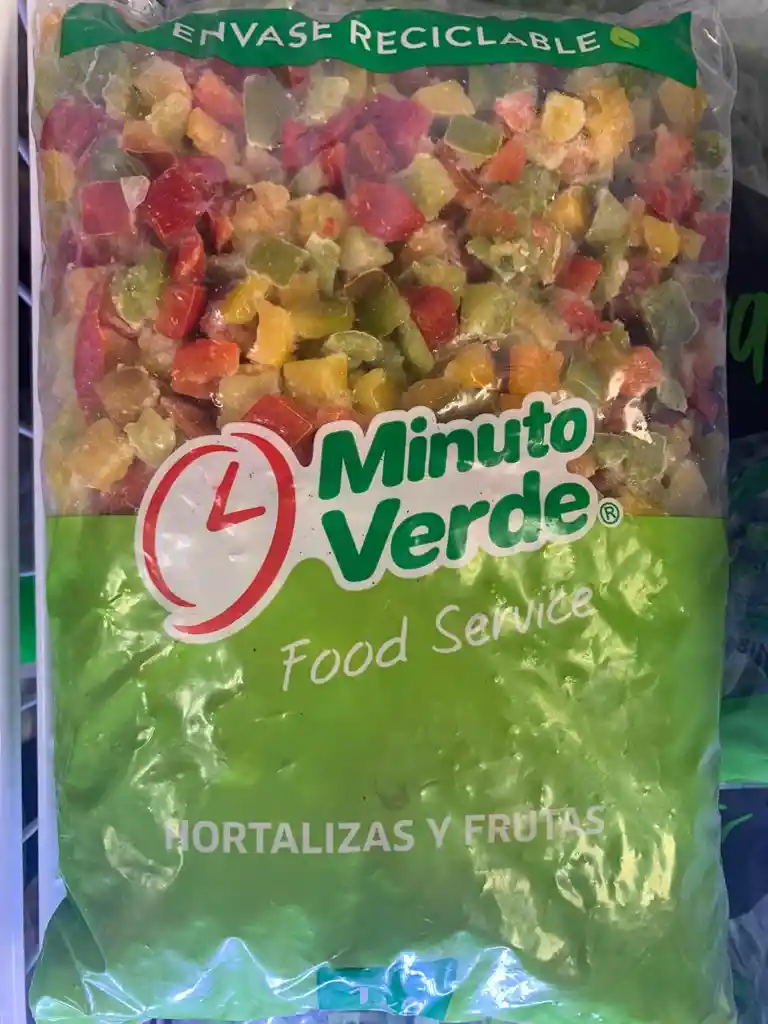 ENVASE RECICLABLE
Minuto
Verde®
Food Service
HORTALIZAS Y FRUTAS